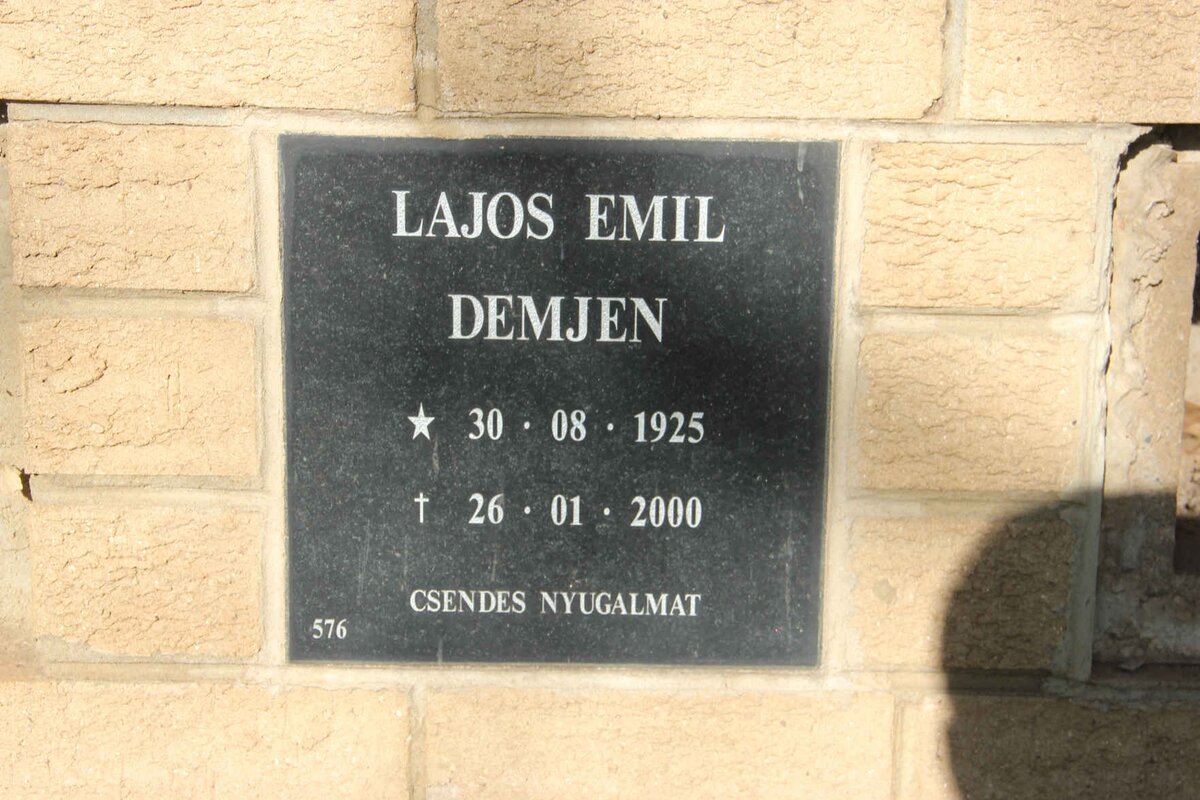 LAJOS EMIL
DEMJEN
★ 30 · 08 · 1925
† 26 · 01 · 2000
CSENDES NYUGALMAT
576